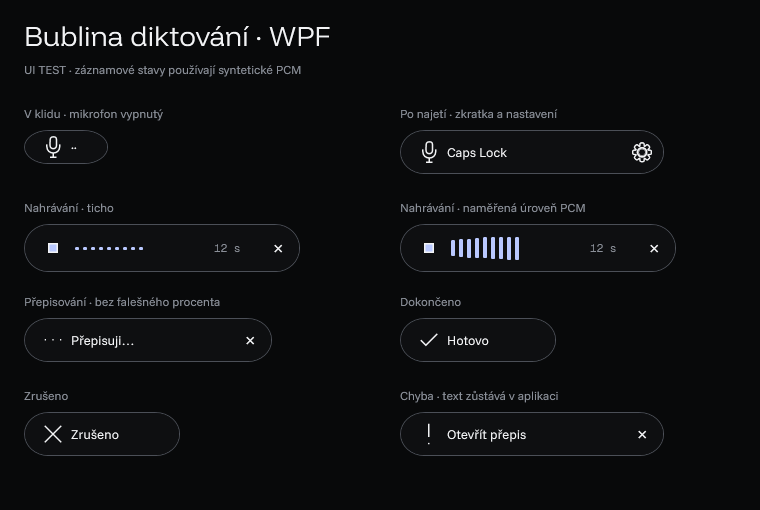 Bublina diktování · WPF
UI TEST · záznamové stavy používají syntetické PCM
V klidu · mikrofon vypnutý
Po najetí · zkratka a nastavení
··
Caps Lock
Nahrávání · ticho
Nahrávání · naměřená úroveň PCM
12 s
12 s
Přepisování · bez falešného procenta
Dokončeno
··· Přepisuji…
Hotovo
Zrušeno
Chyba · text zůstává v aplikaci
Zrušeno
! Otevřít přepis